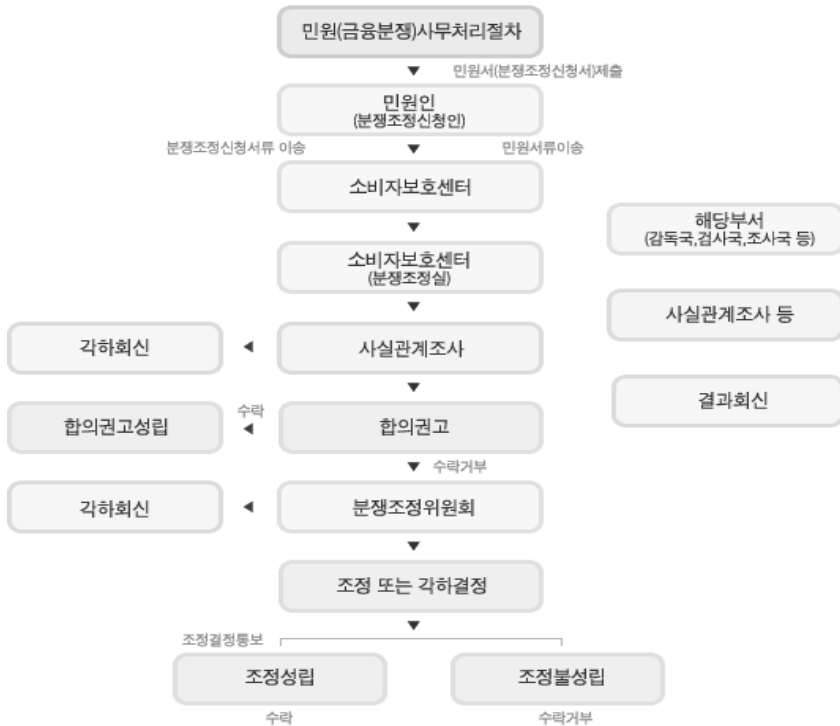 민원(금융분쟁)사무처리절차
민원서(분쟁조정신청서)제출
민원인
(분쟁조정신청인)
분쟁조정신청서류 이송
민원서류이송
소비자보호센터
해당부서
(감독국,검사국,조사국 등)
소비자보호센터
(분쟁조정실)
사실관계조사 등
각하회신
사실관계조사
결과회신
합의권고성립
수락
합의권고
수락거부
각하회신
분쟁조정위원회
조정 또는 각하결정
조정결정통보
조정성립
조정불성립
수락
수락거부